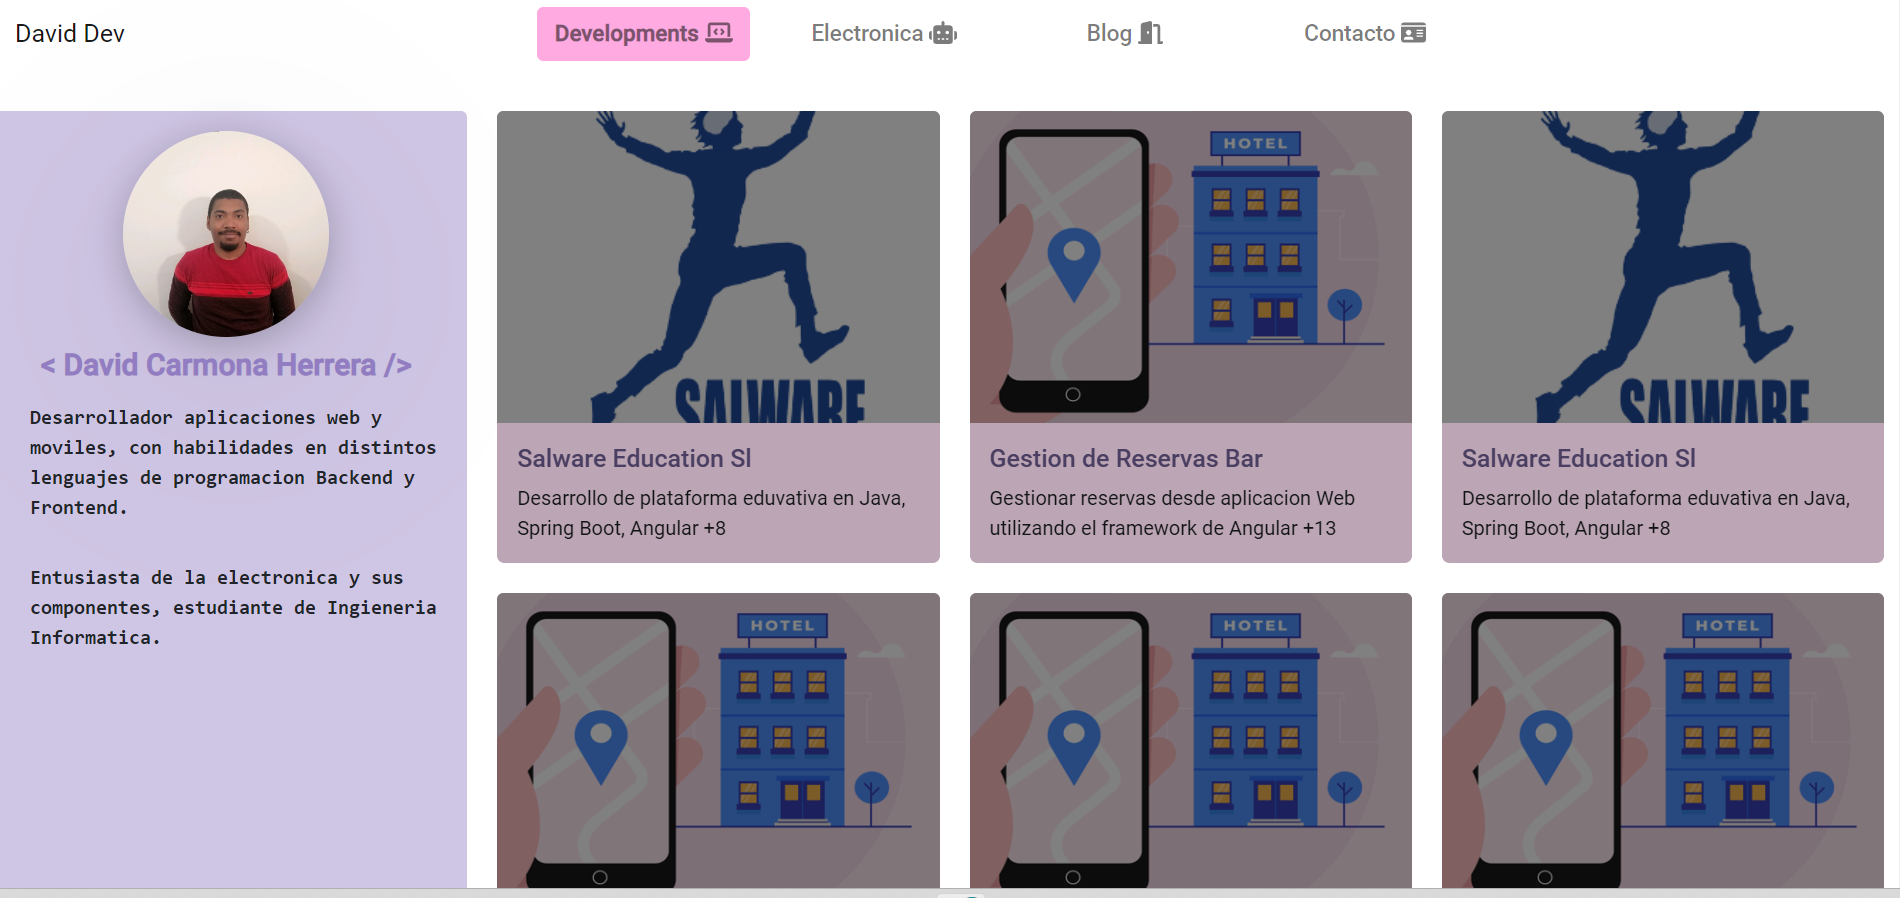 David Dev
Developments
Electronica
Blog
Contacto
< David Carmona Herrera />
Desarrollador aplicaciones web y
moviles, con habilidades en distintos
lenguajes de programacion Backend y
Frontend.
Entusiasta de la electronica y sus
componentes, estudiante de Ingieneria
Informatica.
SALWARE
Salware Education Sl
Desarrollo de plataforma eduvativa en Java,
Spring Boot, Angular +8
HOTEL
Gestion de Reservas Bar
Gestionar reservas desde aplicacion Web
utilizando el framework de Angular +13
SALWARE
Salware Education Sl
Desarrollo de plataforma eduvativa en Java,
Spring Boot, Angular +8
HOTEL
HOTEL
HOTEL